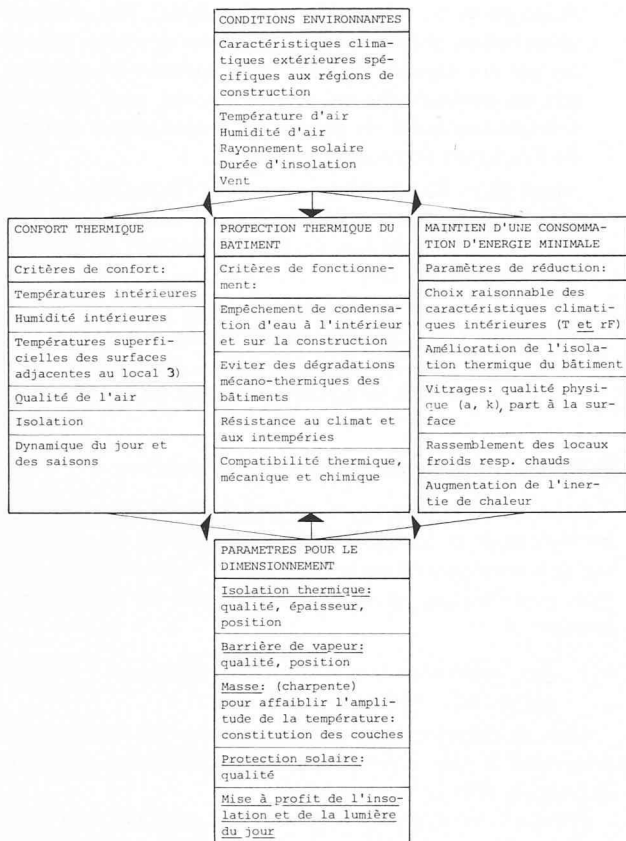 CONDITIONS ENVIRONNANTES
Caractéristiques clima-
tiques extérieures spé-
cifiques aux régions de
construction
Température d'air
Humidité d'air
Rayonnement solaire
Durée d'insolation
Vent
CONFORT THERMIQUE
Critères de confort:
Températures intérieures
Humidité intérieures
Températures superfi-
cielles des surfaces
adjacentes au local 3)
Qualité de l'air
Isolation
Dynamique du jour et
des saisons
PROTECTION THERMIQUE DU
BATIMENT
Critères de fonctionne-
ment:
Empêchement de condensa-
tion d'eau à l'intérieur
et sur la construction
Eviter des dégradations
mécano-thermiques des
bâtiments
Résistance au climat et
aux intempéries
Compatibilité thermique,
mécanique et chimique
MAINTIEN D'UNE CONSOMMA-
TION D'ENERGIE MINIMALE
Paramètres de réduction:
Choix raisonnable des
caractéristiques climati-
ques intérieures (T et rF)
Amélioration de l'isola-
tion thermique du bâtiment
Vitrages: qualité physi-
que (a, k), part à la sur-
face
Rassemblement des locaux
froids resp. chauds
Augmentation de l'iner-
tie de chaleur
PARAMETRES POUR LE
DIMENSIONNEMENT
Isolation thermique:
qualité, épaisseur,
position
Barrière de vapeur:
qualité, position
Masse: (charpente)
pour affaiblir l'ampli-
tude de la température:
constitution des couches
Protection solaire:
qualité
Mise à profit de l'inso-
lation et de la lumière
du jour